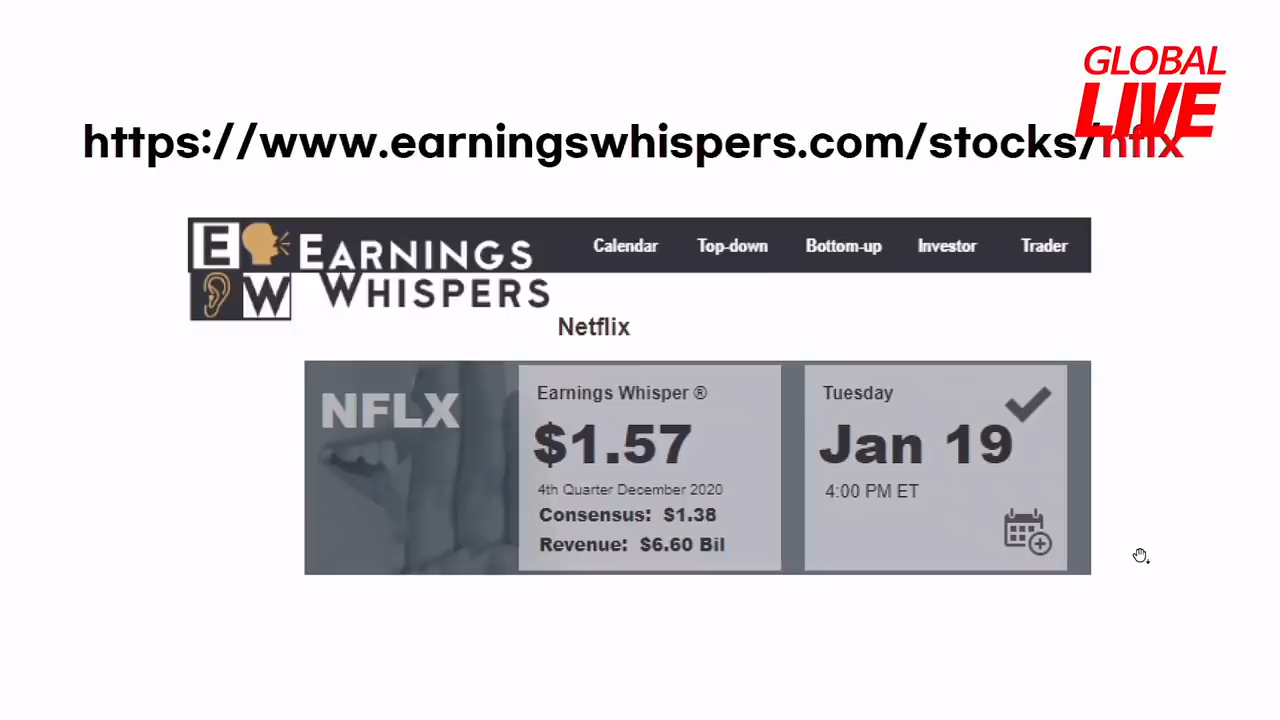 GLOBAL
LIVE
https://www.earningswhispers.com/stocks/nflx
E
EARNINGS
Calendar
Top-down
Bottom-up
Investor
Trader
W
WHISPERS
Netflix
NFLX
Earnings Whisper ®
$1.57
4th Quarter December 2020
Consensus: $1.38
Revenue: $6.60 Bil
Tuesday
Jan 19
4:00 PM ET